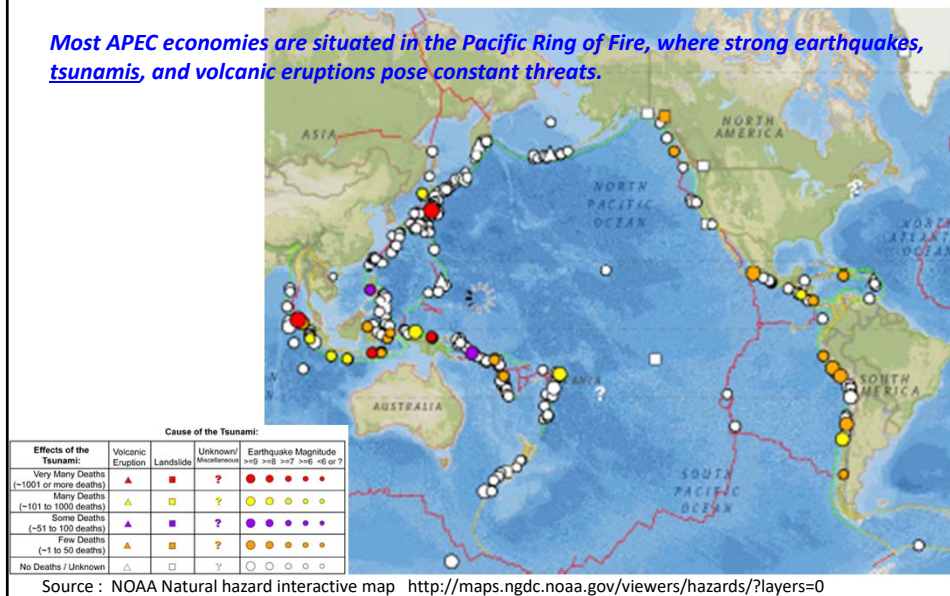 Most APEC economies are situated in the Pacific Ring of Fire, where strong earthquakes,
tsunamis, and volcanic eruptions pose constant threats.
ASIA
NORTH
AMERICA
NORTH
PACIFIC
OCEAN
AUSTRALIA
SOUTH
AMERICA
SOUTH
PACIFIC
OCEAN
Cause of the Tsunami:
Effects of the Tsunami: Volcanic Eruption Landslide Unknown/ Miscellaneous Earthquake Magnitude
>=9 >=8 >=7 >=6 <6 or ?
Very Many Deaths
(~1001 or more deaths) ?
Many Deaths
(~101 to 1000 deaths) ?
Some Deaths
(~51 to 100 deaths) ?
Few Deaths
(~1 to 50 deaths) ?
No Deaths / Unknown ?
Source : NOAA Natural hazard interactive map http://maps.ngdc.noaa.gov/viewers/hazards/?layers=0